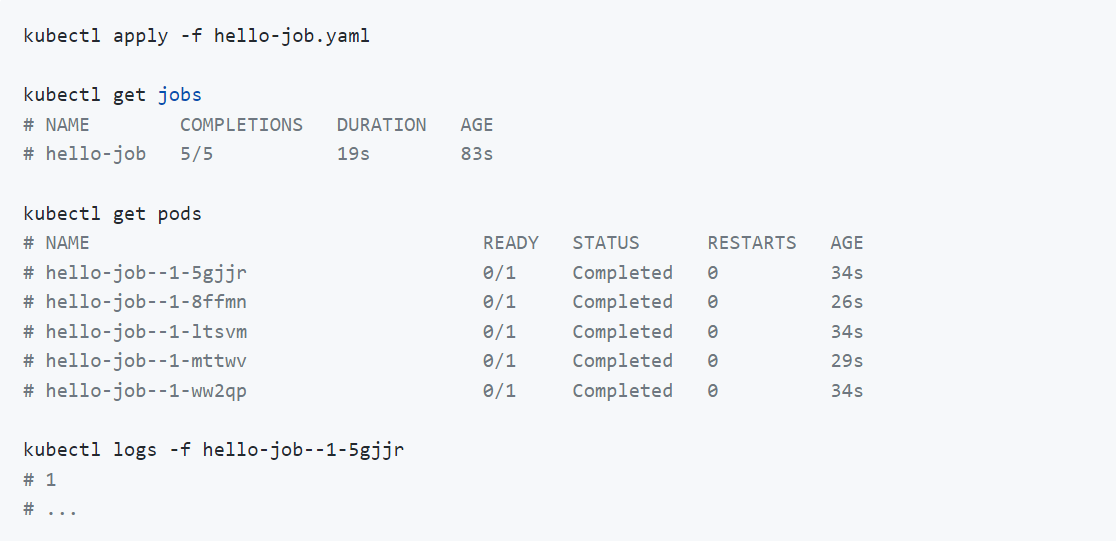 kubectl apply -f hello-job.yaml
kubectl get jobs
# NAME        COMPLETIONS   DURATION   AGE
# hello-job   5/5           19s        83s
kubectl get pods
# NAME                                   READY   STATUS      RESTARTS   AGE
# hello-job--1-5gjjr                     0/1     Completed   0          34s
# hello-job--1-8ffmn                     0/1     Completed   0          26s
# hello-job--1-ltsvm                     0/1     Completed   0          34s
# hello-job--1-mttwv                     0/1     Completed   0          29s
# hello-job--1-ww2qp                     0/1     Completed   0          34s
kubectl logs -f hello-job--1-5gjjr
# 1
# ...